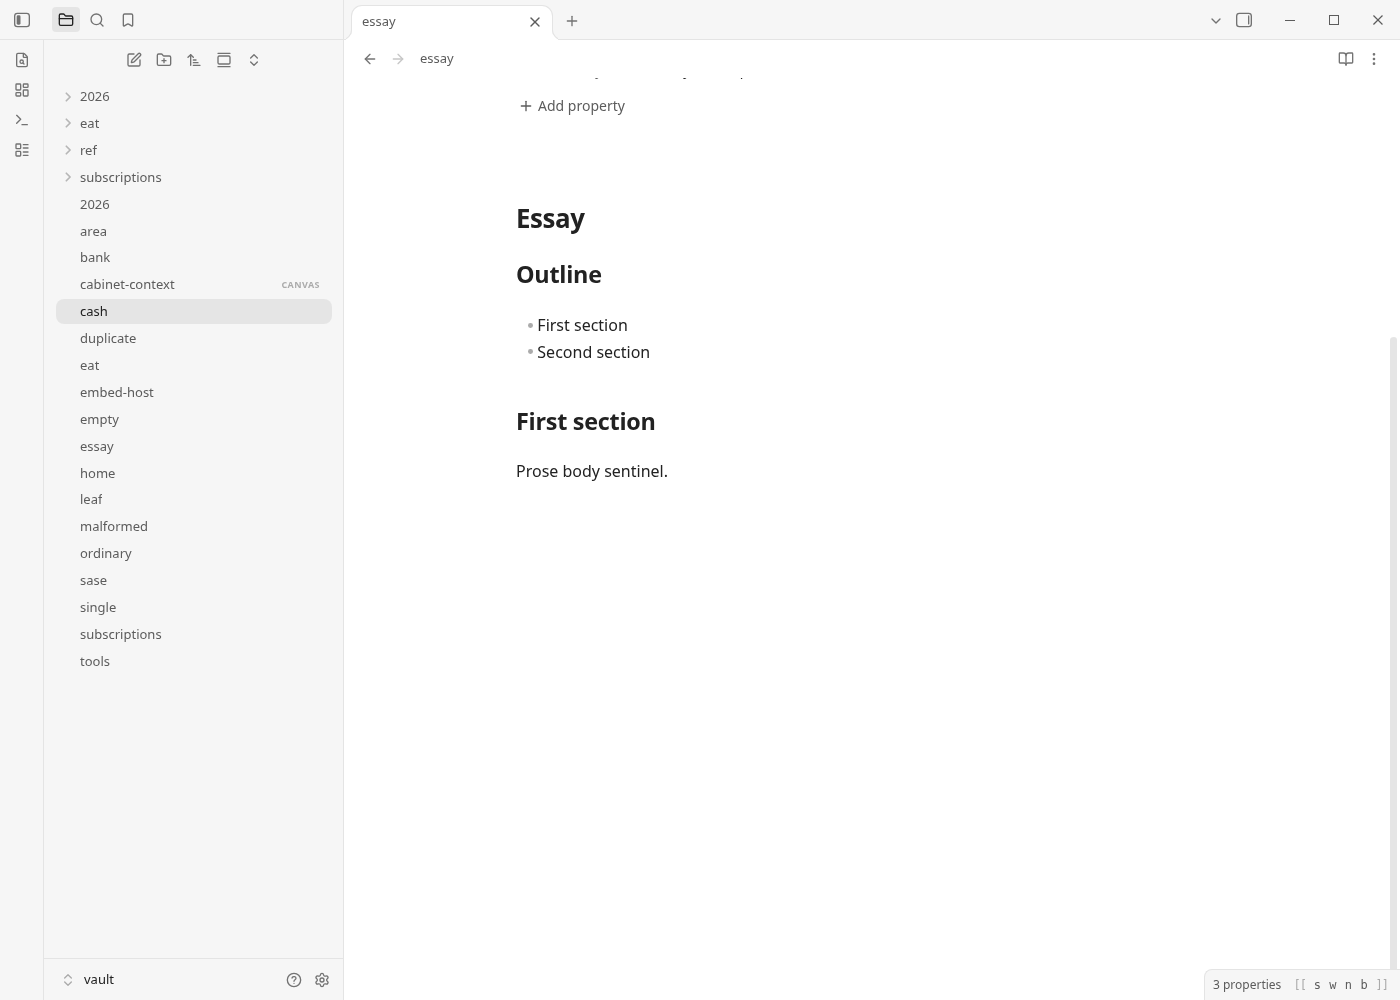 essay
essay
2026
eat
ref
subscriptions
2026
area
bank
cabinet-context CANVAS
cash
duplicate
eat
embed-host
empty
essay
home
leaf
malformed
ordinary
sase
single
subscriptions
tools
vault
Add property
Essay
Outline
First section
Second section
First section
Prose body sentinel.
3 properties [[ s w n b ]]